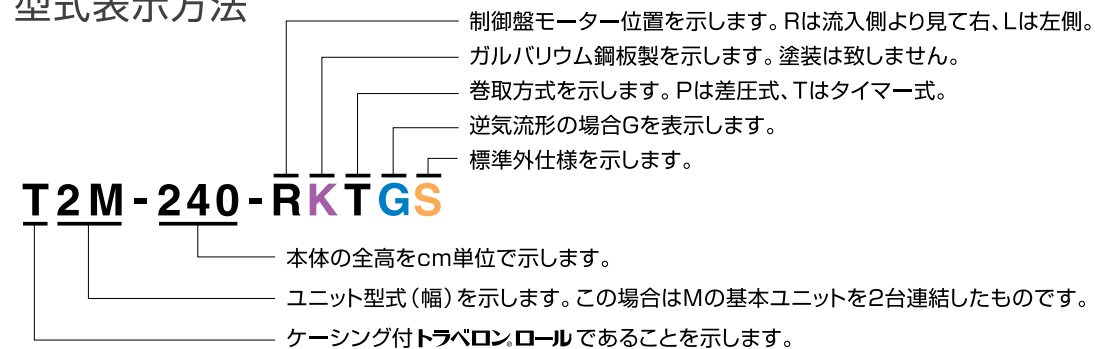 型式表示方法
制御盤モーター位置を示します。Rは流入側より見て右、Lは左側。
ガルバリウム鋼板製を示します。塗装は致しません。
巻取方式を示します。Pは差圧式、Tはタイマー式。
逆気流形の場合Gを表示します。
標準外仕様を示します。
T2M-240-RKTGS
本体の全高をcm単位で示します。
ユニット型式(幅)を示します。この場合はMの基本ユニットを2台連結したものです。
ケーシング付トラベロン®ロールであることを示します。